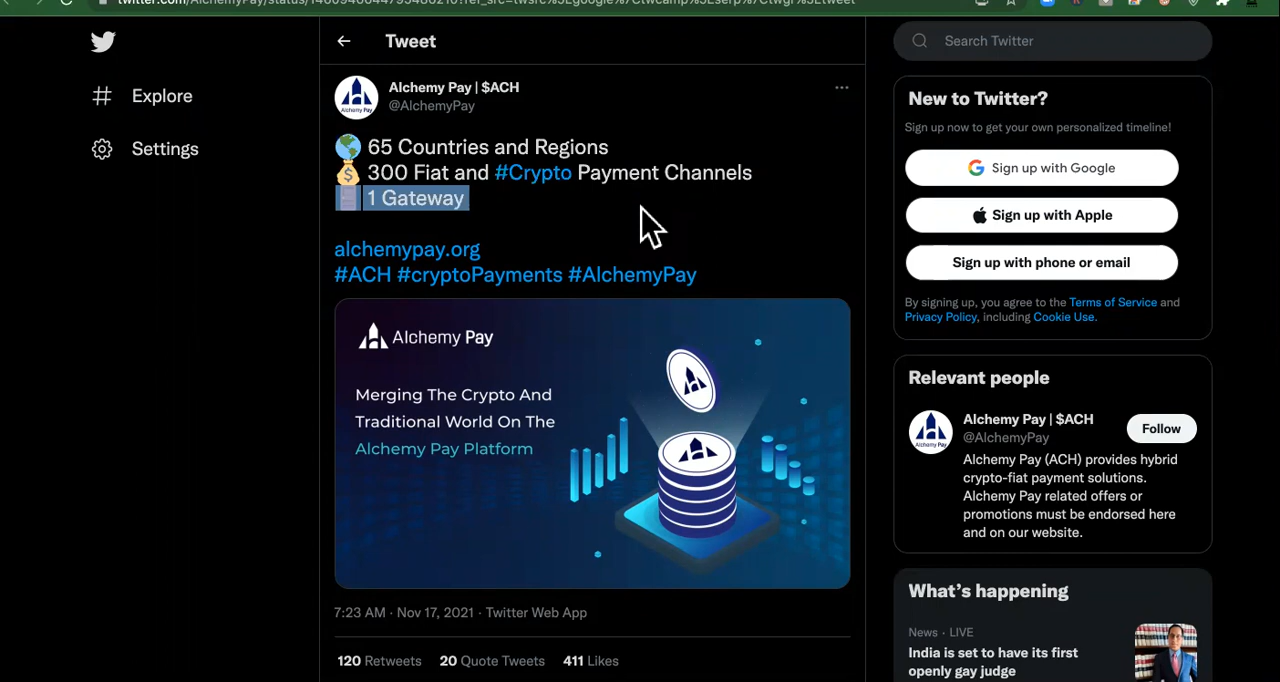 Tweet
Search Twitter
Explore
Settings
Alchemy Pay | $ACH
@AlchemyPay
65 Countries and Regions
300 Fiat and #Crypto Payment Channels
1 Gateway
alchemypay.org
#ACH #cryptoPayments #AlchemyPay
Alchemy Pay
Merging The Crypto And
Traditional World On The
Alchemy Pay Platform
7:23 AM · Nov 17, 2021 · Twitter Web App
120 Retweets 20 Quote Tweets 411 Likes
New to Twitter?
Sign up now to get your own personalized timeline!
Sign up with Google
Sign up with Apple
Sign up with phone or email
By signing up, you agree to the Terms of Service and
Privacy Policy, including Cookie Use.
Relevant people
Alchemy Pay | $ACH
@AlchemyPay
Follow
Alchemy Pay (ACH) provides hybrid
crypto-fiat payment solutions.
Alchemy Pay related offers or
promotions must be endorsed here
and on our website.
What's happening
News · LIVE
India is set to have its first
openly gay judge